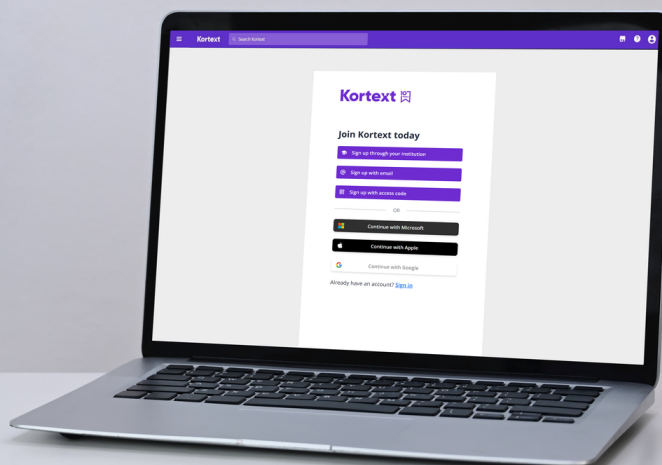 Kortext
Search Kortext
Kortext
Join Kortext today
Sign up through your institution
Sign up with email
Sign up with access code
OR
Continue with Microsoft
Continue with Apple
Continue with Google
Already have an account? Sign in